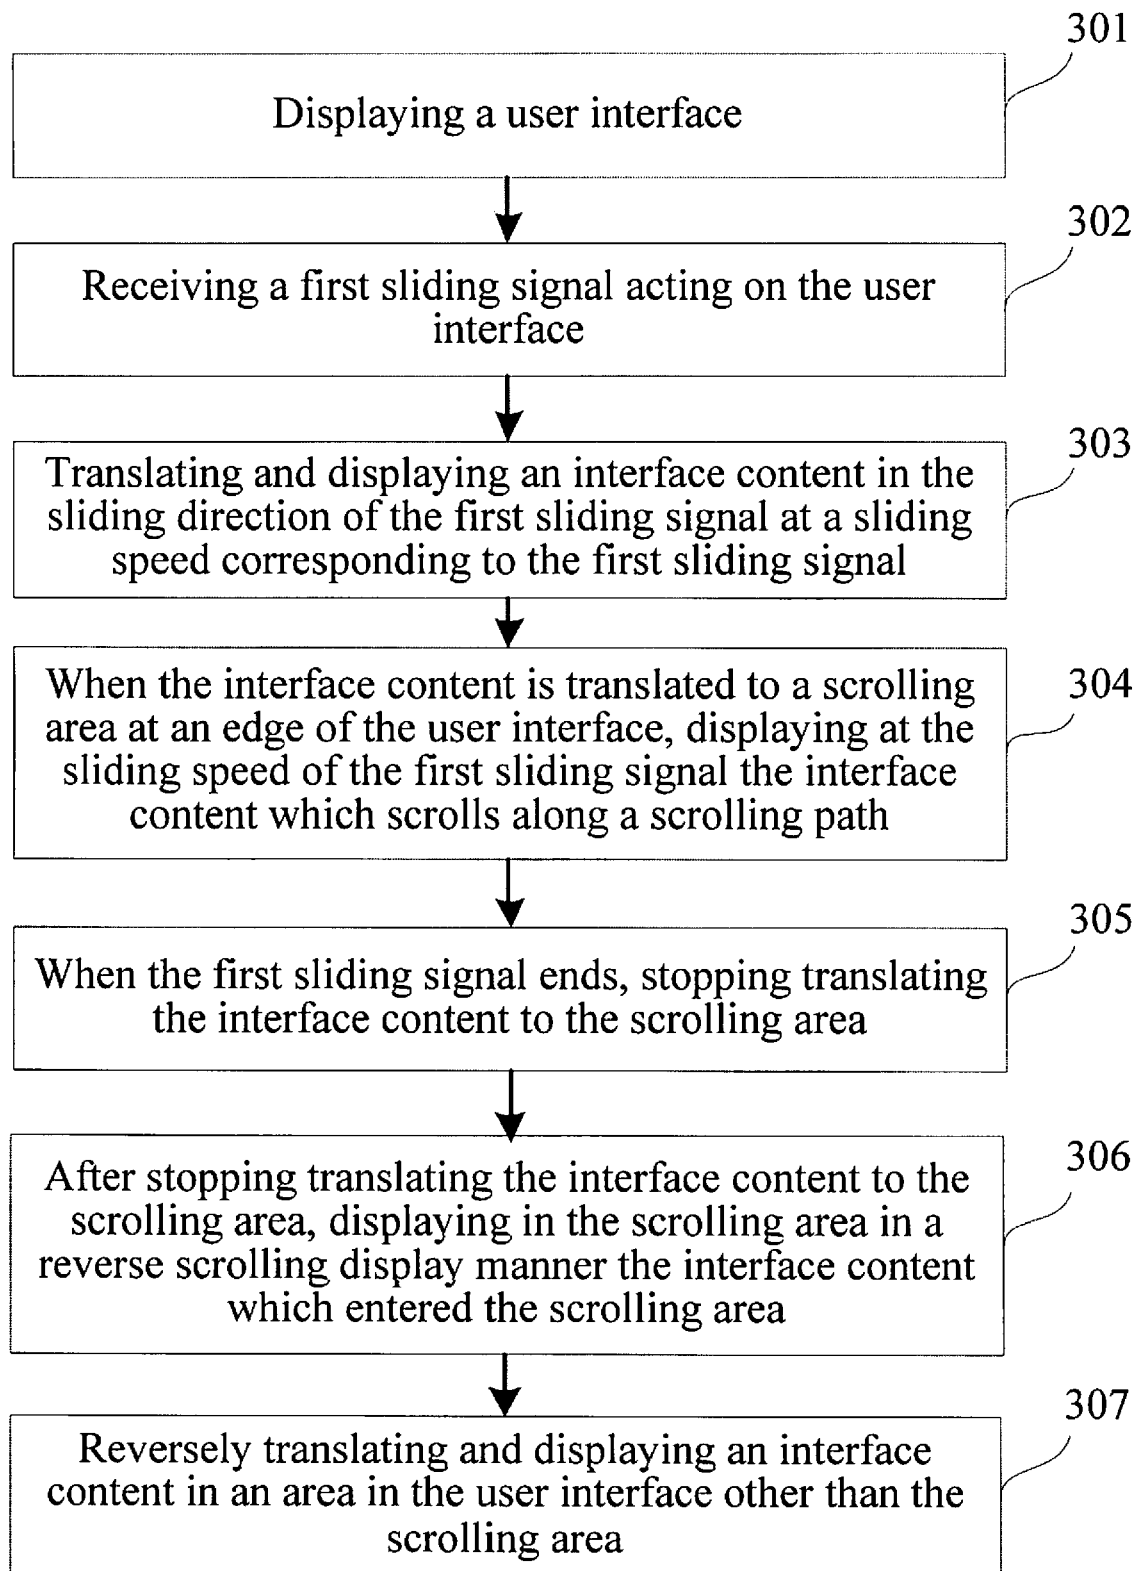 301
Displaying a user interface
302
Receiving a first sliding signal acting on the user
interface
303
Translating and displaying an interface content in the
sliding direction of the first sliding signal at a sliding
speed corresponding to the first sliding signal
304
When the interface content is translated to a scrolling
area at an edge of the user interface, displaying at the
sliding speed of the first sliding signal the interface
content which scrolls along a scrolling path
305
When the first sliding signal ends, stopping translating
the interface content to the scrolling area
306
After stopping translating the interface content to the
scrolling area, displaying in the scrolling area in a
reverse scrolling display manner the interface content
which entered the scrolling area
307
Reversely translating and displaying an interface
content in an area in the user interface other than the
scrolling area